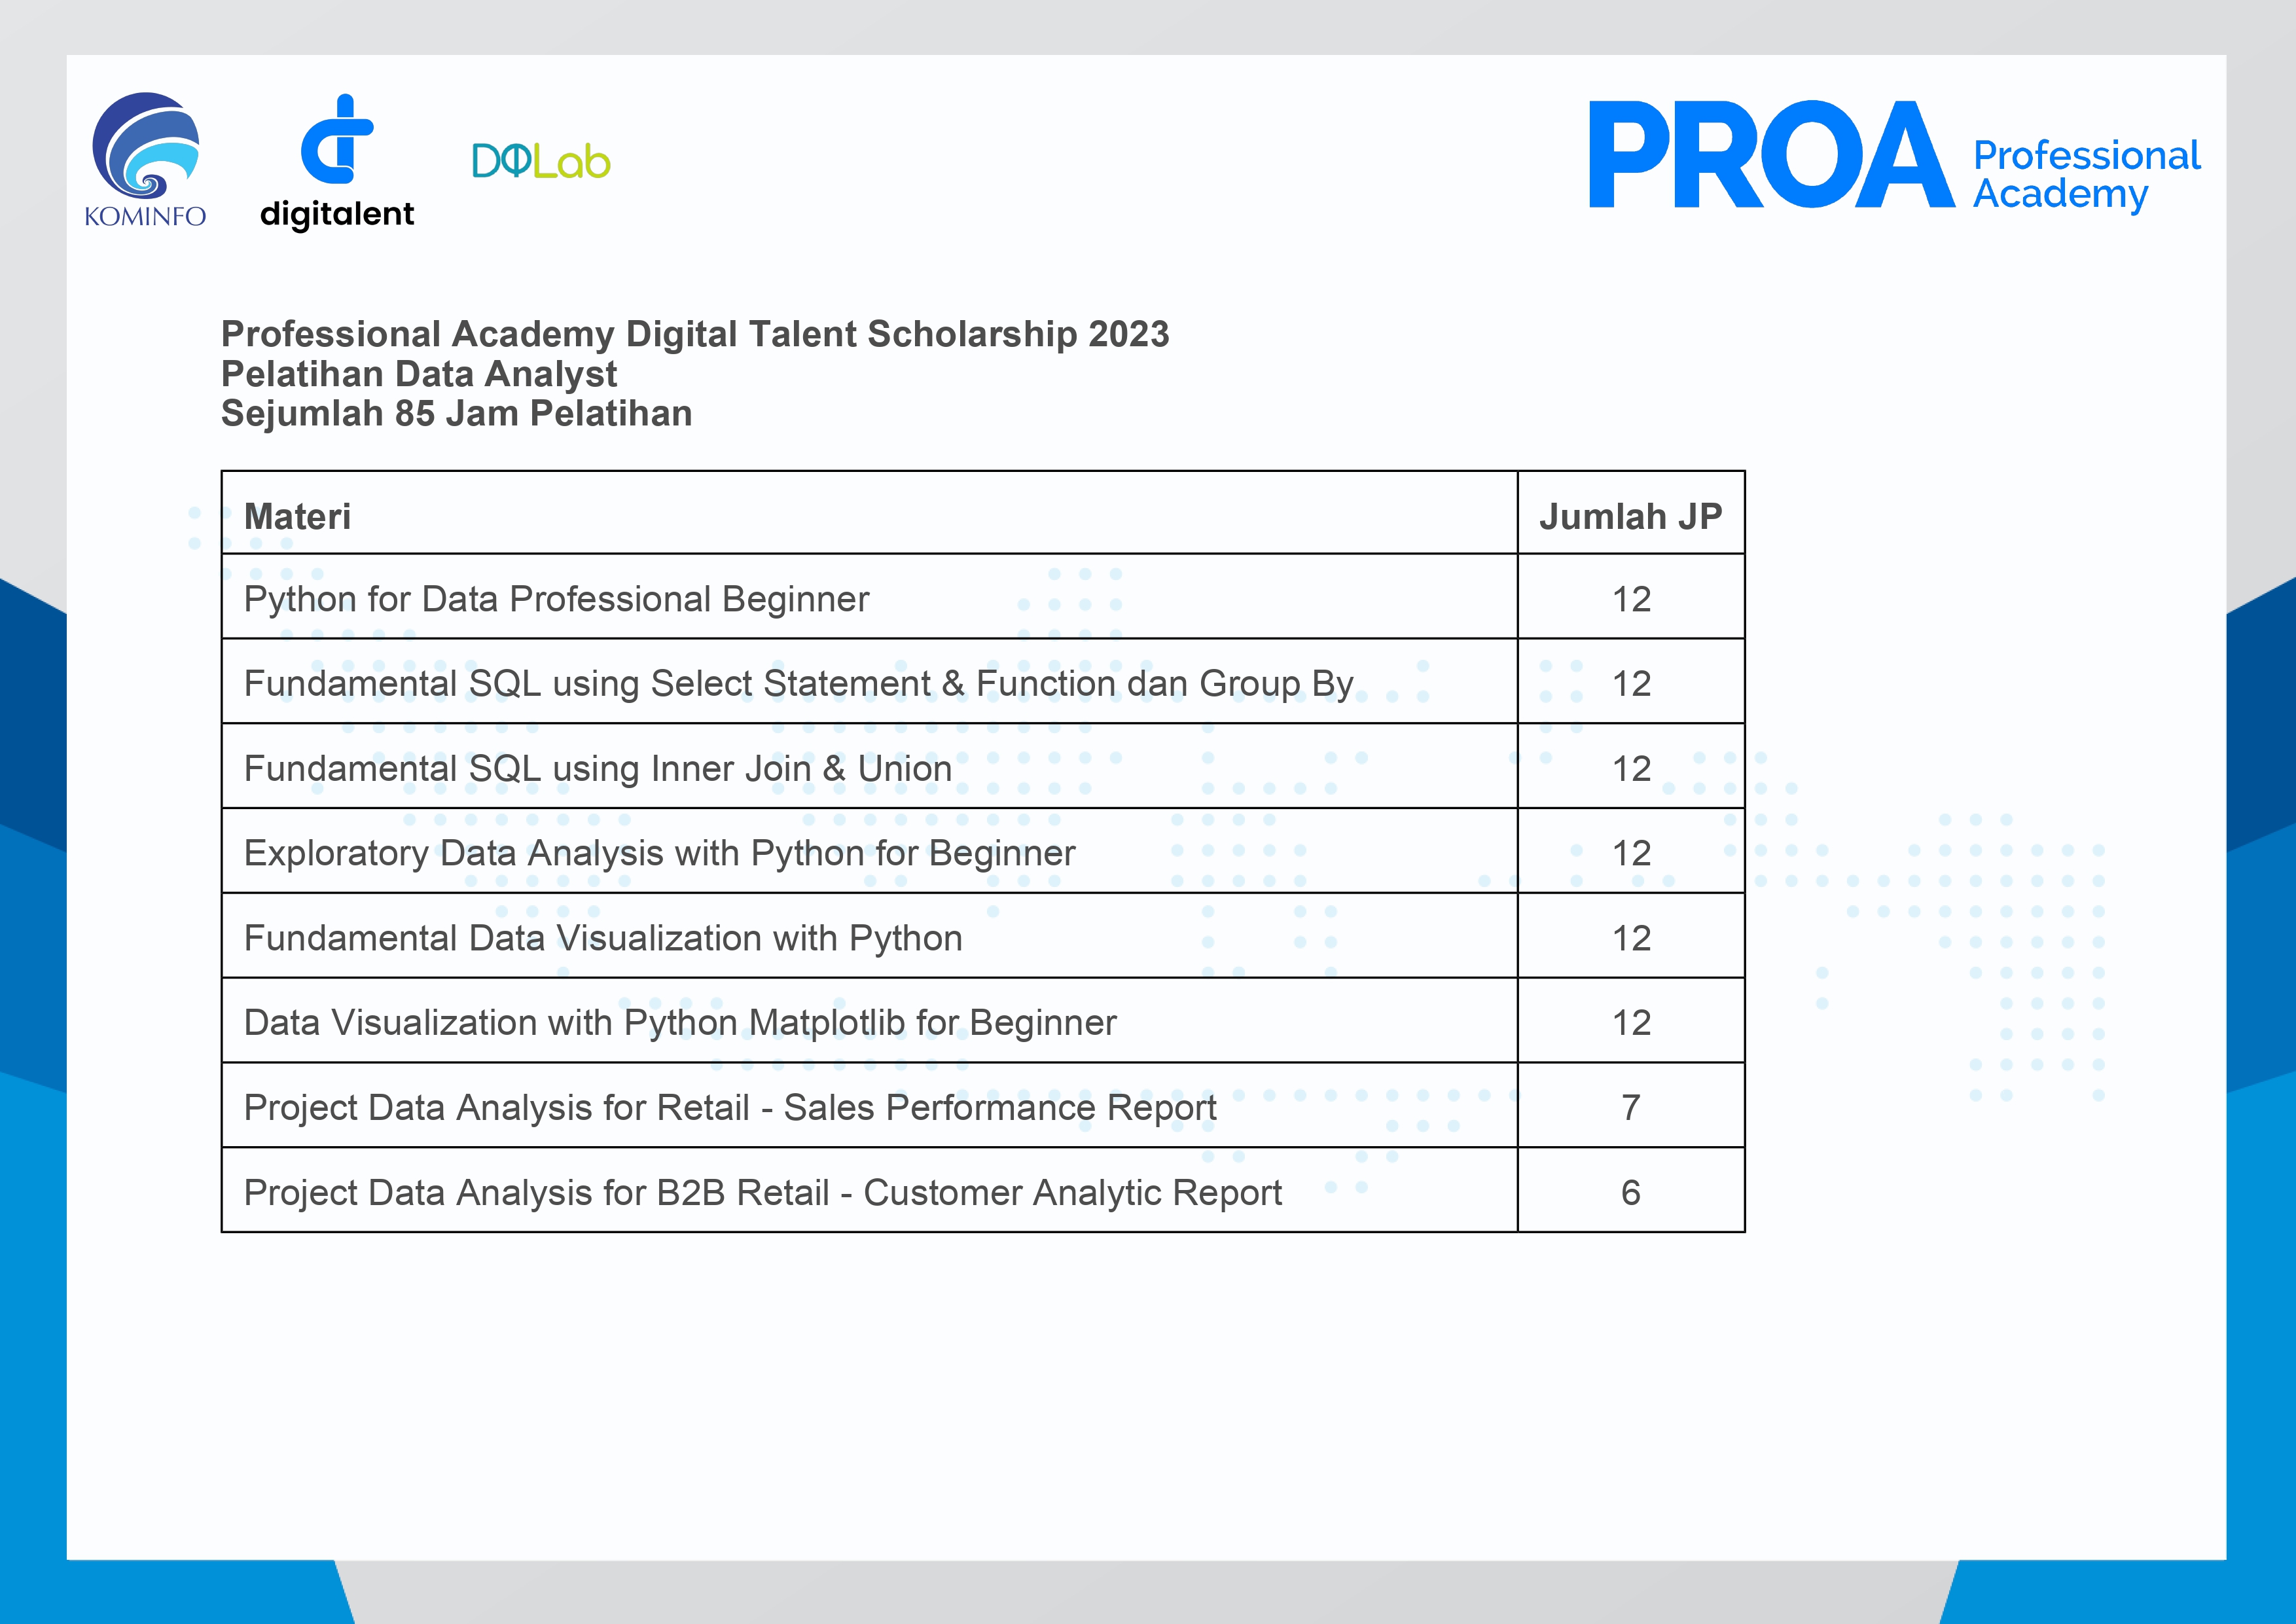 KOMINFO
digitalent
DQLab
PROA Professional Academy
Professional Academy Digital Talent Scholarship 2023
Pelatihan Data Analyst
Sejumlah 85 Jam Pelatihan
Materi Jumlah JP
Python for Data Professional Beginner 12
Fundamental SQL using Select Statement & Function dan Group By 12
Fundamental SQL using Inner Join & Union 12
Exploratory Data Analysis with Python for Beginner 12
Fundamental Data Visualization with Python 12
Data Visualization with Python Matplotlib for Beginner 12
Project Data Analysis for Retail - Sales Performance Report 7
Project Data Analysis for B2B Retail - Customer Analytic Report 6